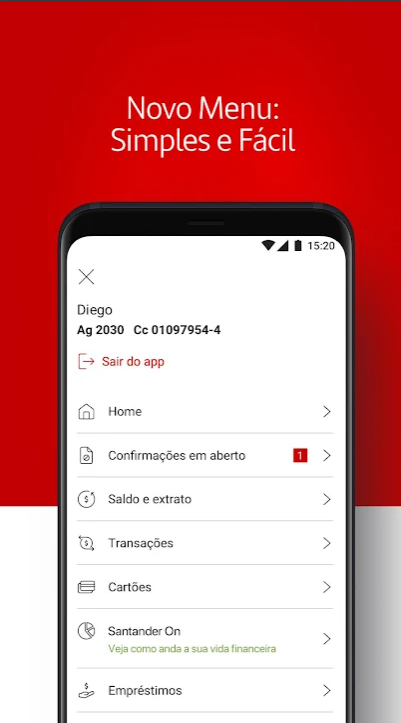 Novo Menu:
Simples e Fácil
15:20
Diego
Ag 2030 Cc 01097954-4
Sair do app
Home
Confirmações em aberto 1
Saldo e extrato
Transações
Cartões
Santander On
Veja como anda a sua vida financeira
Empréstimos